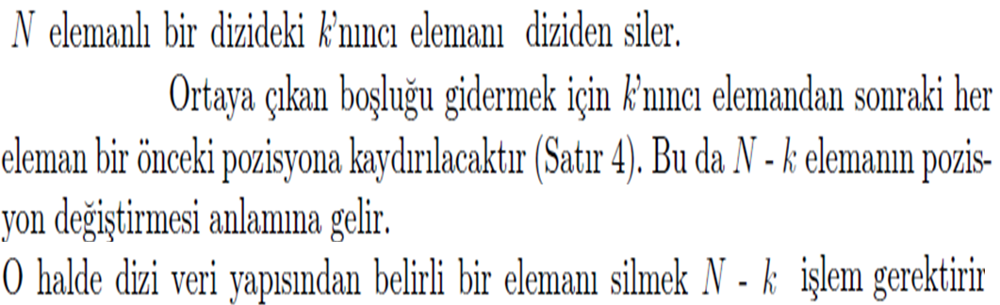 N elemanlı bir dizideki k'nıncı elemanı diziden siler.
Ortaya çıkan boşluğu gidermek için k'nıncı elemandan sonraki her
eleman bir önceki pozisyona kaydırılacaktır (Satır 4). Bu da N - k elemanın pozis-
yon değiştirmesi anlamına gelir.
O halde dizi veri yapısından belirli bir elemanı silmek N - k işlem gerektirir